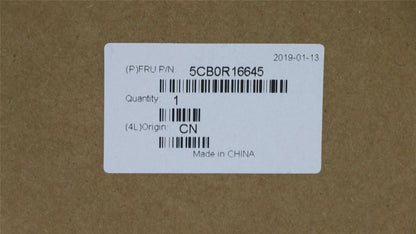 2019-01-13
(P)FRU P/N: 5CB0R16645
Quantity: 1
(4L)Origin: CN
Made in CHINA